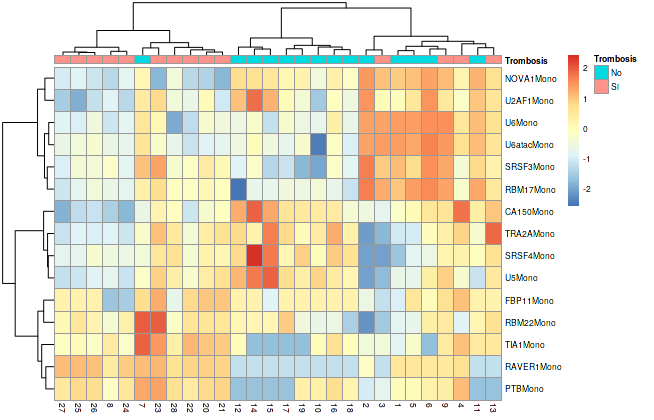 Trombosis
NOVA1Mono
U2AF1Mono
U6Mono
U6atacMono
SRSF3Mono
RBM17Mono
CA150Mono
TRA2AMono
SRSF4Mono
U5Mono
FBP11Mono
RBM22Mono
TIA1Mono
RAVER1Mono
PTBMono
27 25 26 8 24 7 23 28 22 20 21 12 14 15 17 19 10 16 18 2 3 1 5 6 9 4 11 13
2
1
0
-1
-2
Trombosis
No
SI